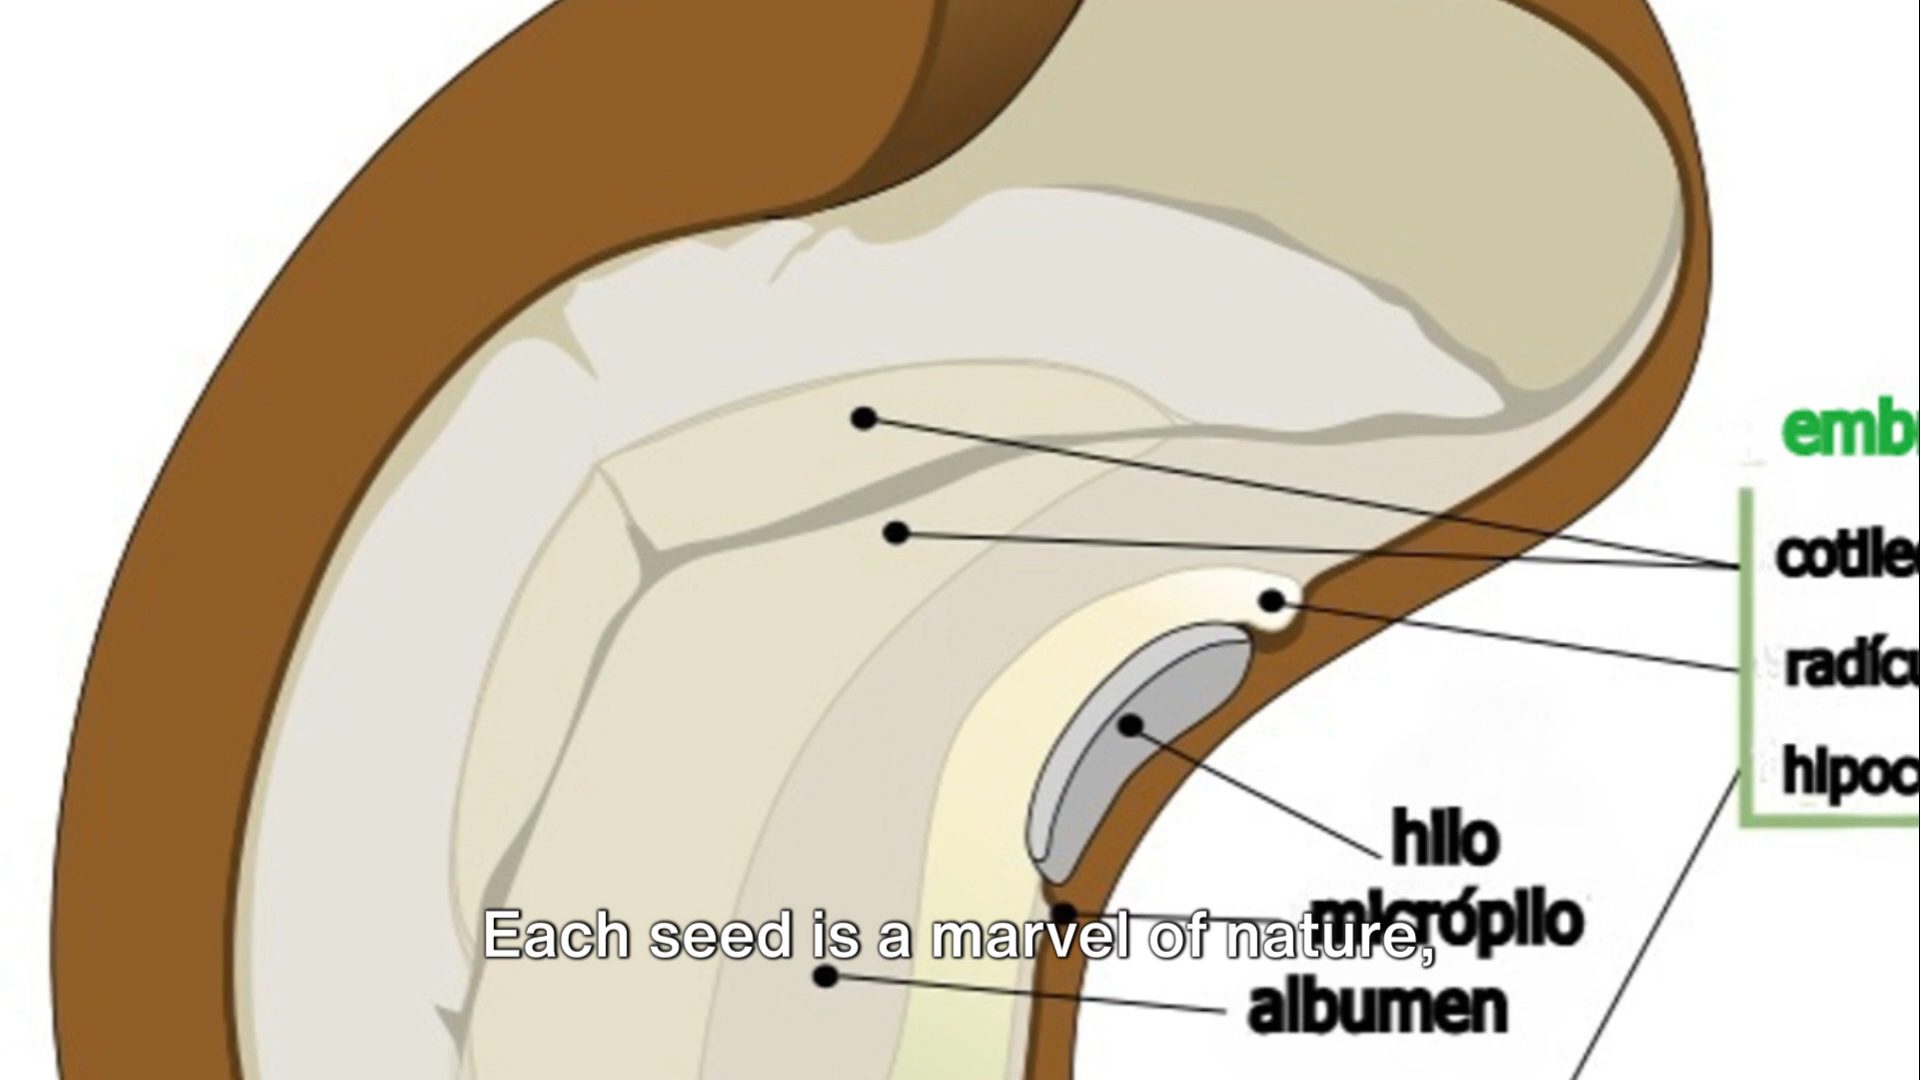 emb
cotile
radícu
hipoc
hilo
micrópilo
Each seed is a marvel of nature,
albumen